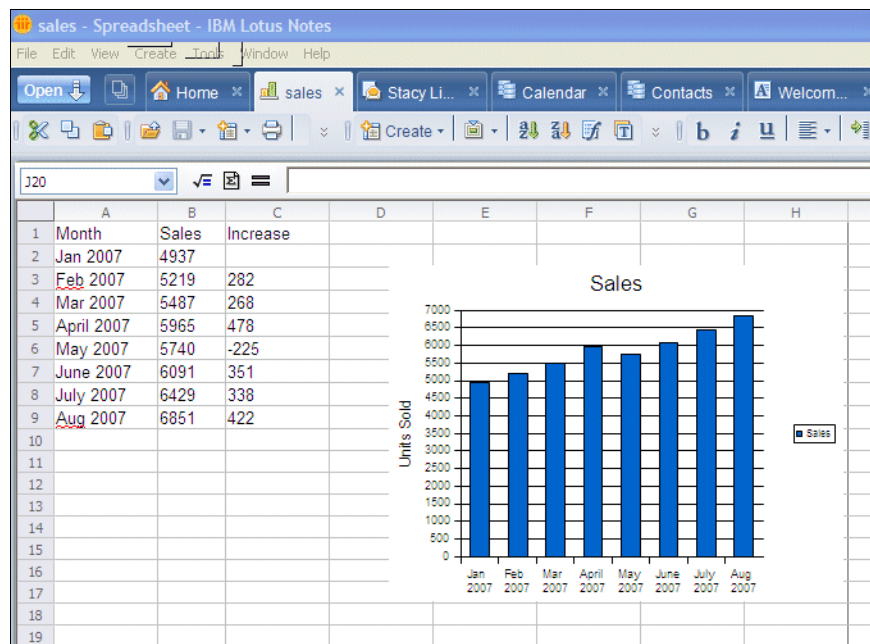 sales - Spreadsheet - IBM Lotus Notes
File Edit View Create Tools Window Help
Open Home × sales × Stacy Li... × Calendar × Contacts × Welcom... ×
Create b i u
J20
A B C D E F G H
1 Month Sales Increase
2 Jan 2007 4937
3 Feb 2007 5219 282
4 Mar 2007 5487 268
5 April 2007 5965 478
6 May 2007 5740 -225
7 June 2007 6091 351
8 July 2007 6429 338
9 Aug 2007 6851 422
10
11
12
13
14
15
16
17
18
19
Sales
7000
6500
6000
5500
5000
4500
4000
3500
3000
2500
2000
1500
1000
500
0
Units Sold
Jan Feb Mar April May June July Aug
2007 2007 2007 2007 2007 2007 2007 2007
Sales